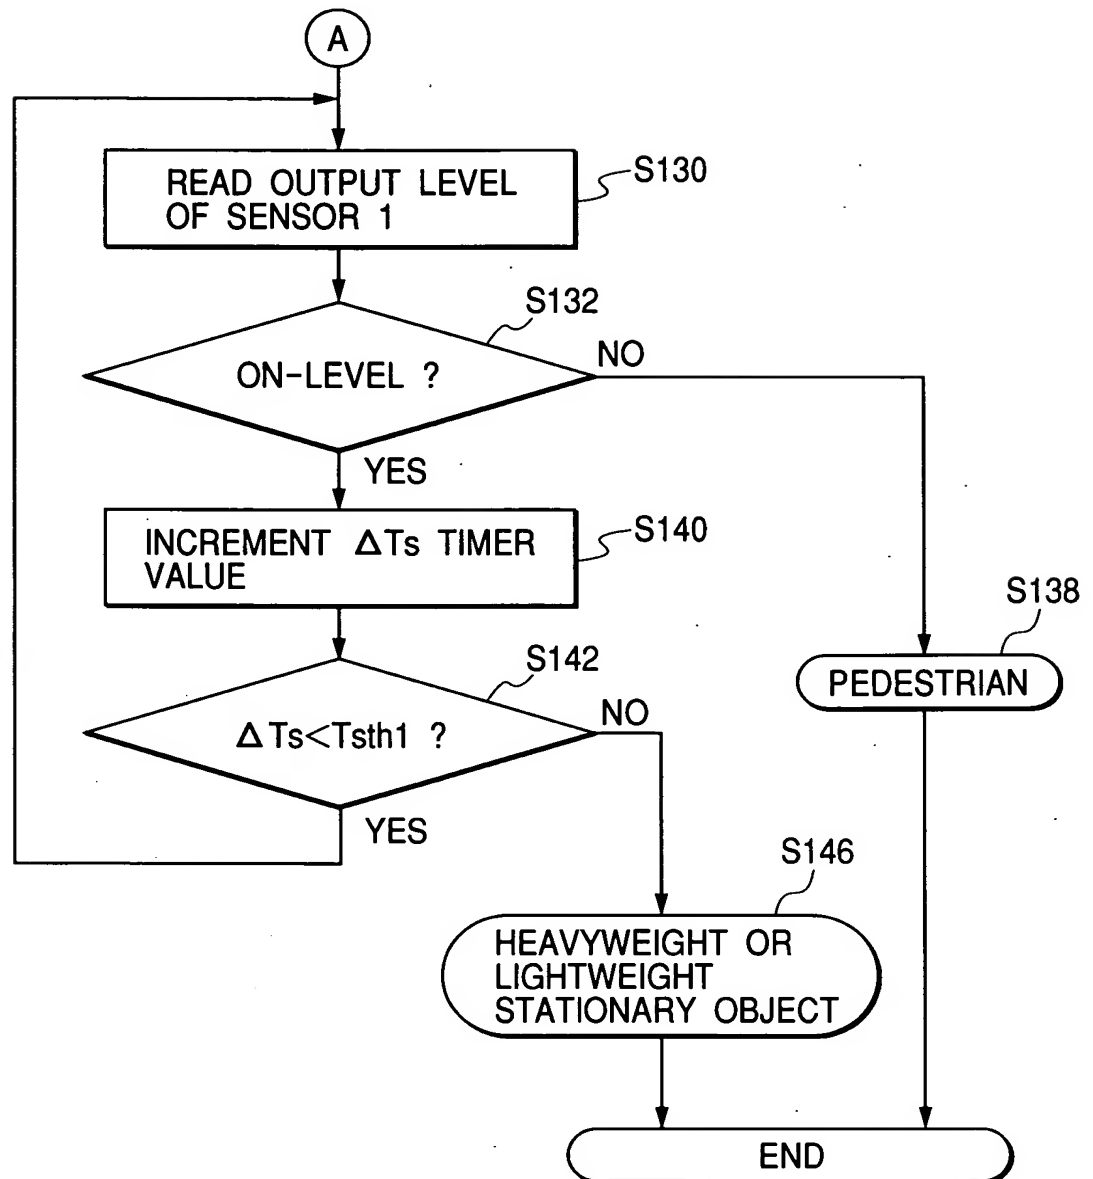 A
READ OUTPUT LEVEL
OF SENSOR 1
S130
S132
ON-LEVEL ?
NO
YES
INCREMENT ΔTs TIMER
VALUE
S140
S138
PEDESTRIAN
S142
ΔTs<Tsth1 ?
NO
YES
S146
HEAVYWEIGHT OR
LIGHTWEIGHT
STATIONARY OBJECT
END